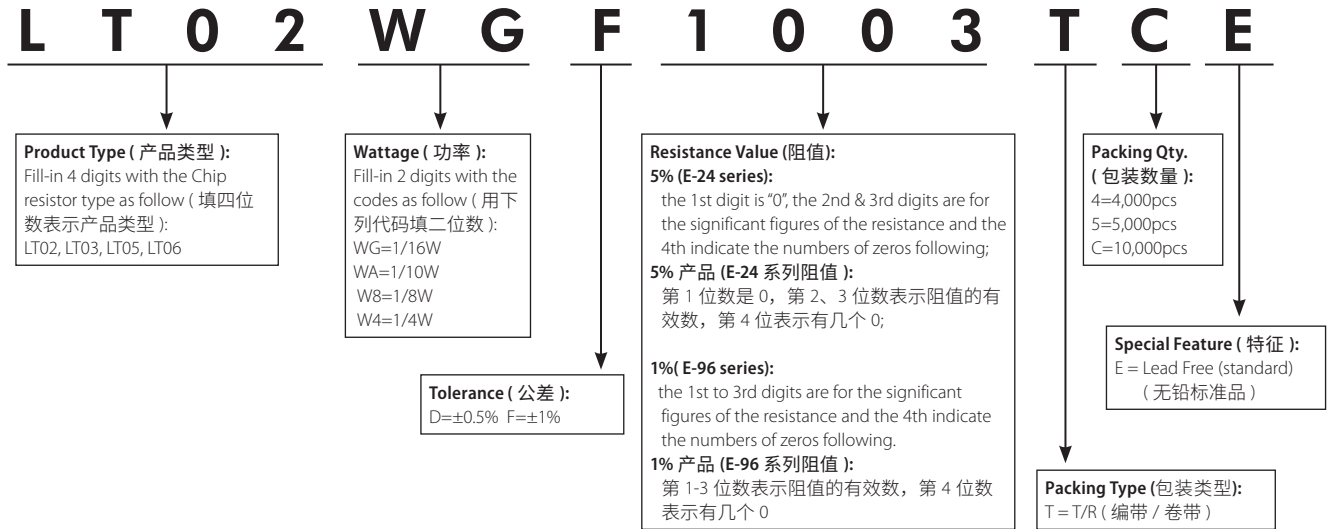 L T 0 2 W G F 1 0 0 3 T C E
Product Type ( 产品类型 ):
Fill-in 4 digits with the Chip
resistor type as follow ( 填四位
数表示产品类型 ):
LT02, LT03, LT05, LT06
Wattage ( 功率 ):
Fill-in 2 digits with the
codes as follow ( 用下
列代码填二位数 ):
WG=1/16W
WA=1/10W
W8=1/8W
W4=1/4W
Tolerance ( 公差 ):
D=±0.5% F=±1%
Resistance Value (阻值):
5% (E-24 series):
the 1st digit is “0”, the 2nd & 3rd digits are for
the significant figures of the resistance and the
4th indicate the numbers of zeros following;
5% 产品 (E-24 系列阻值 ):
第 1 位数是 0，第 2、3 位数表示阻值的有
效数，第 4 位表示有几个 0;
1%( E-96 series):
the 1st to 3rd digits are for the significant
figures of the resistance and the 4th indicate
the numbers of zeros following.
1% 产品 (E-96 系列阻值 ):
第 1-3 位数表示阻值的有效数，第 4 位数
表示有几个 0
Packing Qty.
( 包装数量 ):
4=4,000pcs
5=5,000pcs
C=10,000pcs
Special Feature ( 特征 ):
E = Lead Free (standard)
( 无铅标准品 )
Packing Type (包装类型):
T = T/R ( 编带 / 卷带 )